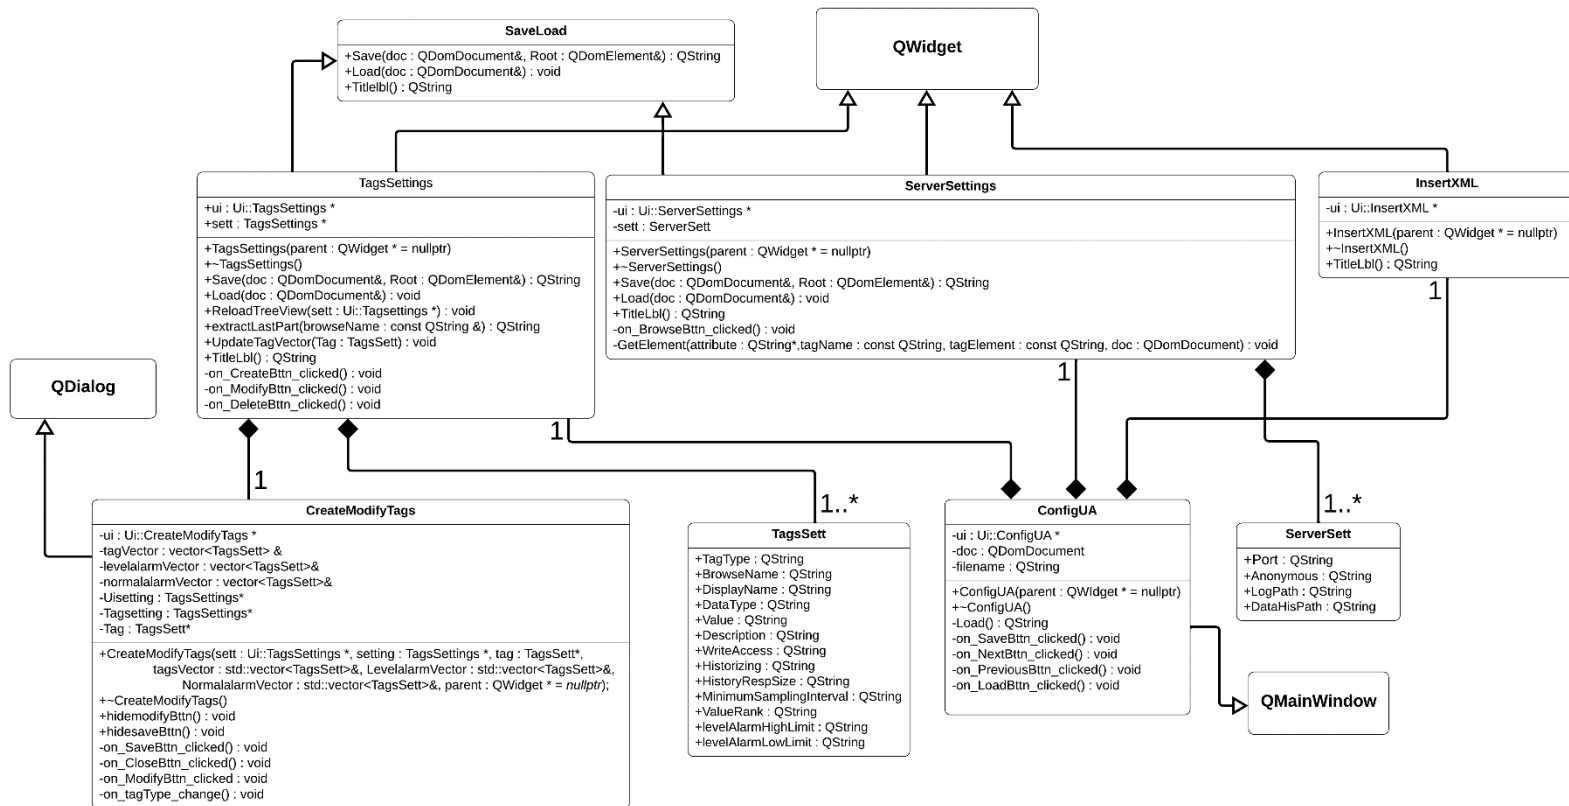 SaveLoad
+Save(doc : QDomDocument&, Root : QDomElement&) : QString
+Load(doc : QDomDocument&) : void
+Titlelbl() : QString
QWidget
TagsSettings
+ui : Ui::TagsSettings *
+sett : TagsSettings *
+TagsSettings(parent : QWidget * = nullptr)
+~TagsSettings()
+Save(doc : QDomDocument&, Root : QDomElement&) : QString
+Load(doc : QDomDocument&) : void
+ReloadTreeView(sett : Ui::Tagsettings *) : void
+extractLastPart(browseName : const QString &) : QString
+UpdateTagVector(Tag : TagsSett) : void
+TitleLbl() : QString
-on_CreateBttn_clicked() : void
-on_ModifyBttn_clicked() : void
-on_DeleteBttn_clicked() : void
ServerSettings
-ui : Ui::ServerSettings *
-sett : ServerSett
+ServerSettings(parent : QWidget * = nullptr)
+~ServerSettings()
+Save(doc : QDomDocument&, Root : QDomElement&) : QString
+Load(doc : QDomDocument&) : void
+TitleLbl() : QString
-on_BrowseBttn_clicked() : void
-GetElement(attribute : QString*,tagName : const QString, tagElement : const QString, doc : QDomDocument) : void
InsertXML
-ui : Ui::InsertXML *
+InsertXML(parent : QWidget * = nullptr)
+~InsertXML()
+TitleLbl() : QString
1
1
1
QDialog
1
1..*
1..*
CreateModifyTags
-ui : Ui::CreateModifyTags *
-tagVector : vector<TagsSett> &
-levelalarmVector : vector<TagsSett>&
-normalalarmVector : vector<TagsSett>&
-Uisetting : TagsSettings*
-Tagsetting : TagsSettings*
-Tag : TagsSett*
+CreateModifyTags(sett : Ui::TagsSettings *, setting : TagsSettings *, tag : TagsSett*,
tagsVector : std::vector<TagsSett>&, LevelalarmVector : std::vector<TagsSett>&,
NormalalarmVector : std::vector<TagsSett>&, parent : QWidget * = nullptr);
+~CreateModifyTags()
+hidemodifyBttn() : void
+hidesaveBttn() : void
-on_SaveBttn_clicked() : void
-on_CloseBttn_clicked() : void
-on_ModifyBttn_clicked : void
-on_tagType_change() : void
TagsSett
+TagType : QString
+BrowseName : QString
+DisplayName : QString
+DataType : QString
+Value : QString
+Description : QString
+WriteAccess : QString
+Historizing : QString
+HistoryRespSize : QString
+MinimumSamplingInterval : QString
+ValueRank : QString
+levelAlarmHighLimit : QString
+levelAlarmLowLimit : QString
ConfigUA
-ui : Ui::ConfigUA *
-doc : QDomDocument
-filename : QString
+ConfigUA(parent : QWIdget * = nullptr)
+~ConfigUA()
-Load() : QString
-on_SaveBttn_clicked() : void
-on_NextBttn_clicked() : void
-on_PreviousBttn_clicked() : void
-on_LoadBttn_clicked() : void
ServerSett
+Port : QString
+Anonymous : QString
+LogPath : QString
+DataHisPath : QString
QMainWindow